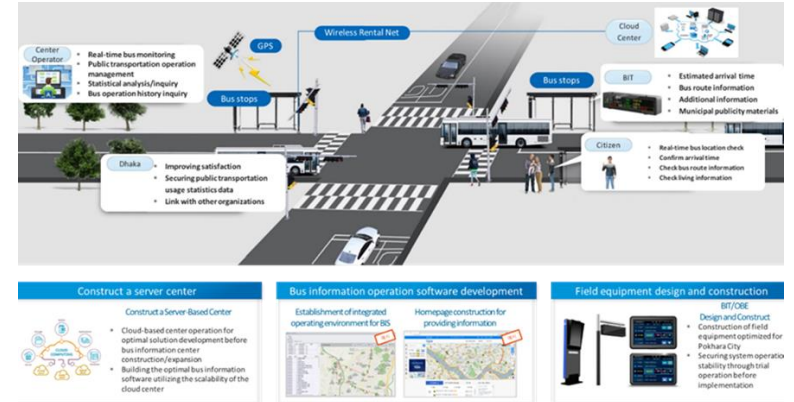 Center
Operator
• Real-time bus monitoring
• Public transportation operation
management
• Statistical analysis/inquiry
• Bus operation history inquiry
GPS
Wireless Rental Net
Cloud
Center
Bus stops
Bus stops
BIT
• Estimated arrival time
• Bus route information
• Additional information
• Municipal publicity materials
Dhaka
• Improving satisfaction
• Securing public transportation
usage statistics data
• Link with other organizations
Citizen
• Real-time bus location check
• Confirm arrival time
• Check bus route information
• Check living information
Construct a server center
Construct a Server-Based Center
• Cloud-based center operation for
optimal solution development before
bus information center
construction/expansion
• Building the optimal bus information
software utilizing the scalability of the
cloud center
CLOUD
COMPUTING
Bus information operation software development
Establishment of integrated
operating environment for BIS
Homepage construction for
providing information
Field equipment design and construction
BIT/OBE
Design and Construct
• Construction of field
equipment optimized for
Pokhara City
• Securing system operatio
stability through trial
operation before
implementation